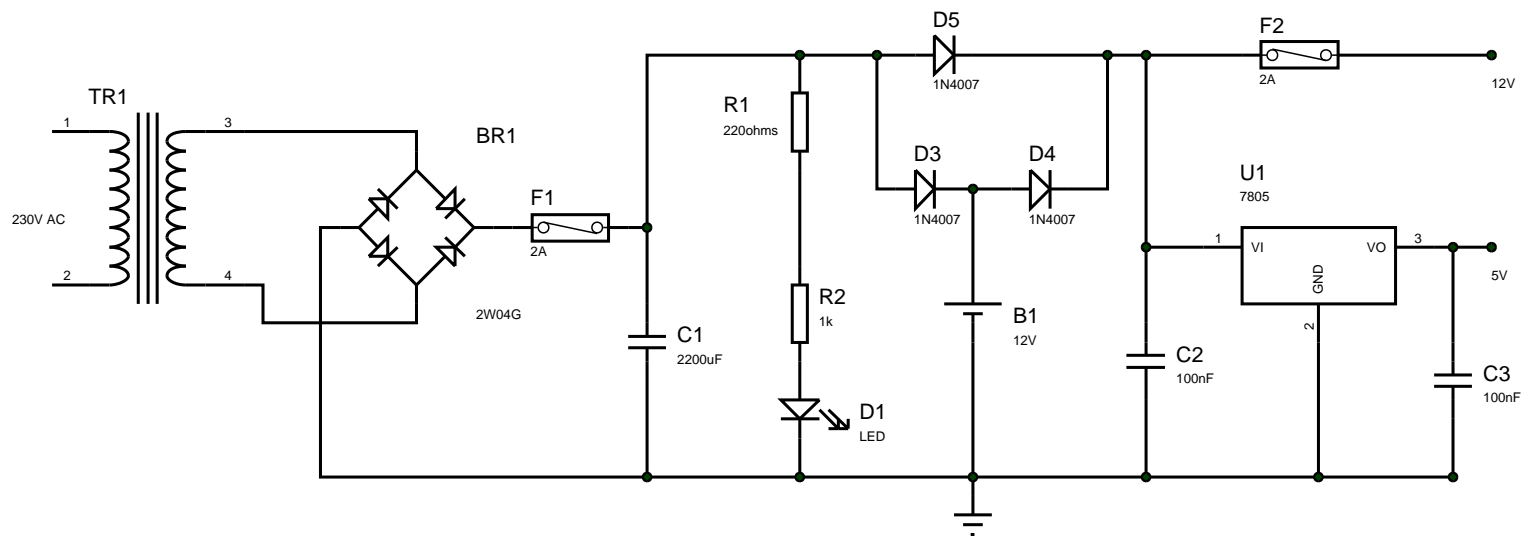 TR1
1
2
230V AC
3
4
BR1
2W04G
F1
2A
C1
2200uF
R1
220ohms
R2
1k
D1
LED
D5
1N4007
D3
1N4007
D4
1N4007
B1
12V
F2
2A
12V
U1
7805
1
VI
VO
3
GND
2
5V
C2
100nF
C3
100nF